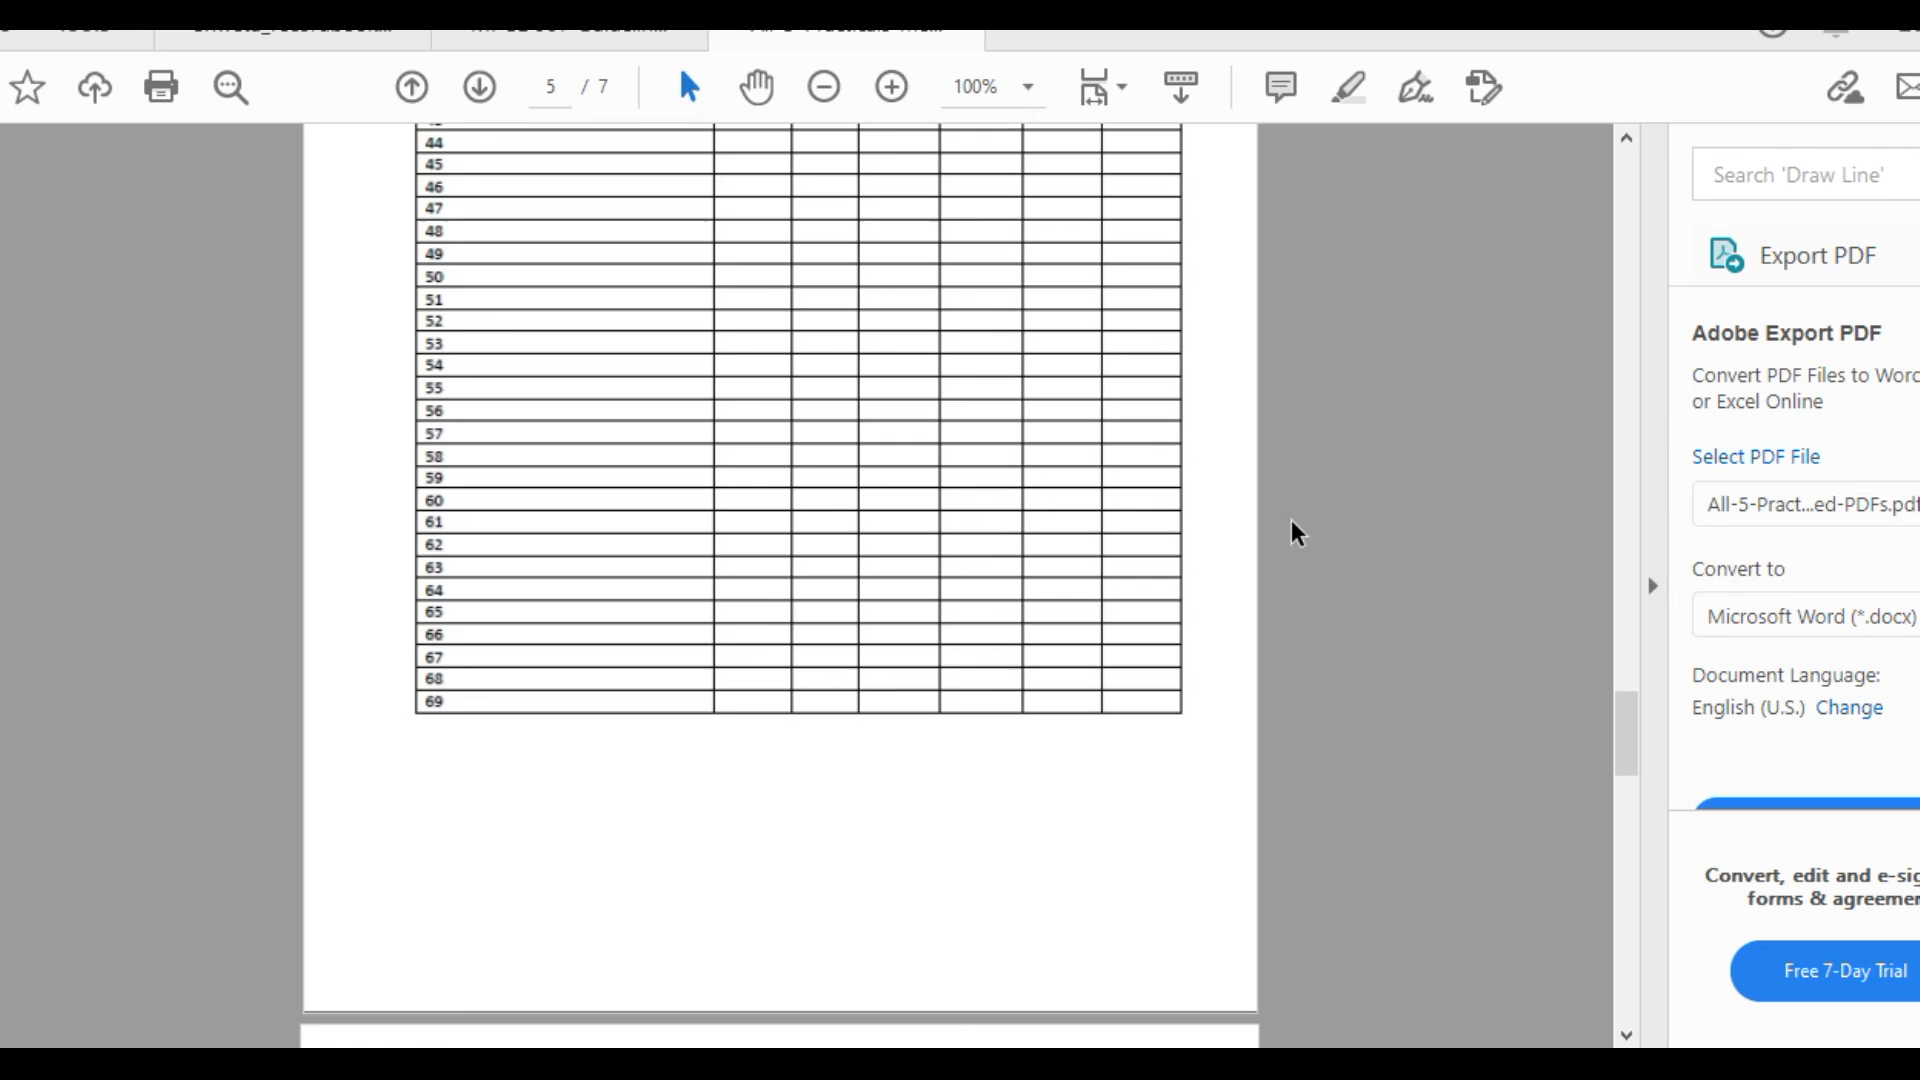 5 / 7
100%
44
45
46
47
48
49
50
51
52
53
54
55
56
57
58
59
60
61
62
63
64
65
66
67
68
69
Search 'Draw Line'
Export PDF
Adobe Export PDF
Convert PDF Files to Word
or Excel Online
Select PDF File
All-5-Pract...ed-PDFs.pdf
Convert to
Microsoft Word (*.docx)
Document Language:
English (U.S.) Change
Convert, edit and e-sig
forms & agreemen
Free 7-Day Trial